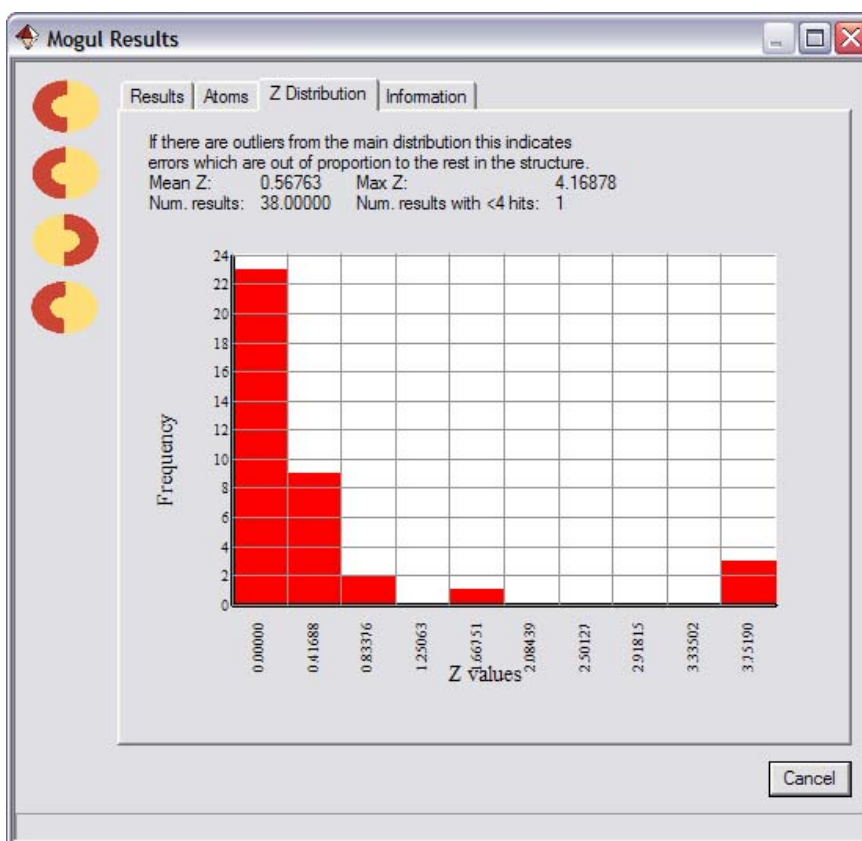 Mogul Results
Results Atoms Z Distribution Information
If there are outliers from the main distribution this indicates
errors which are out of proportion to the rest in the structure.
Mean Z: 0.56763 Max Z: 4.16878
Num. results: 38.00000 Num. results with <4 hits: 1
24
22
20
18
16
14
12
10
8
6
4
2
0
Frequency
0.00000 0.41688 0.83376 1.25063 1.66751 2.08439 2.50127 2.91815 3.33502 3.75190
Z values
Cancel